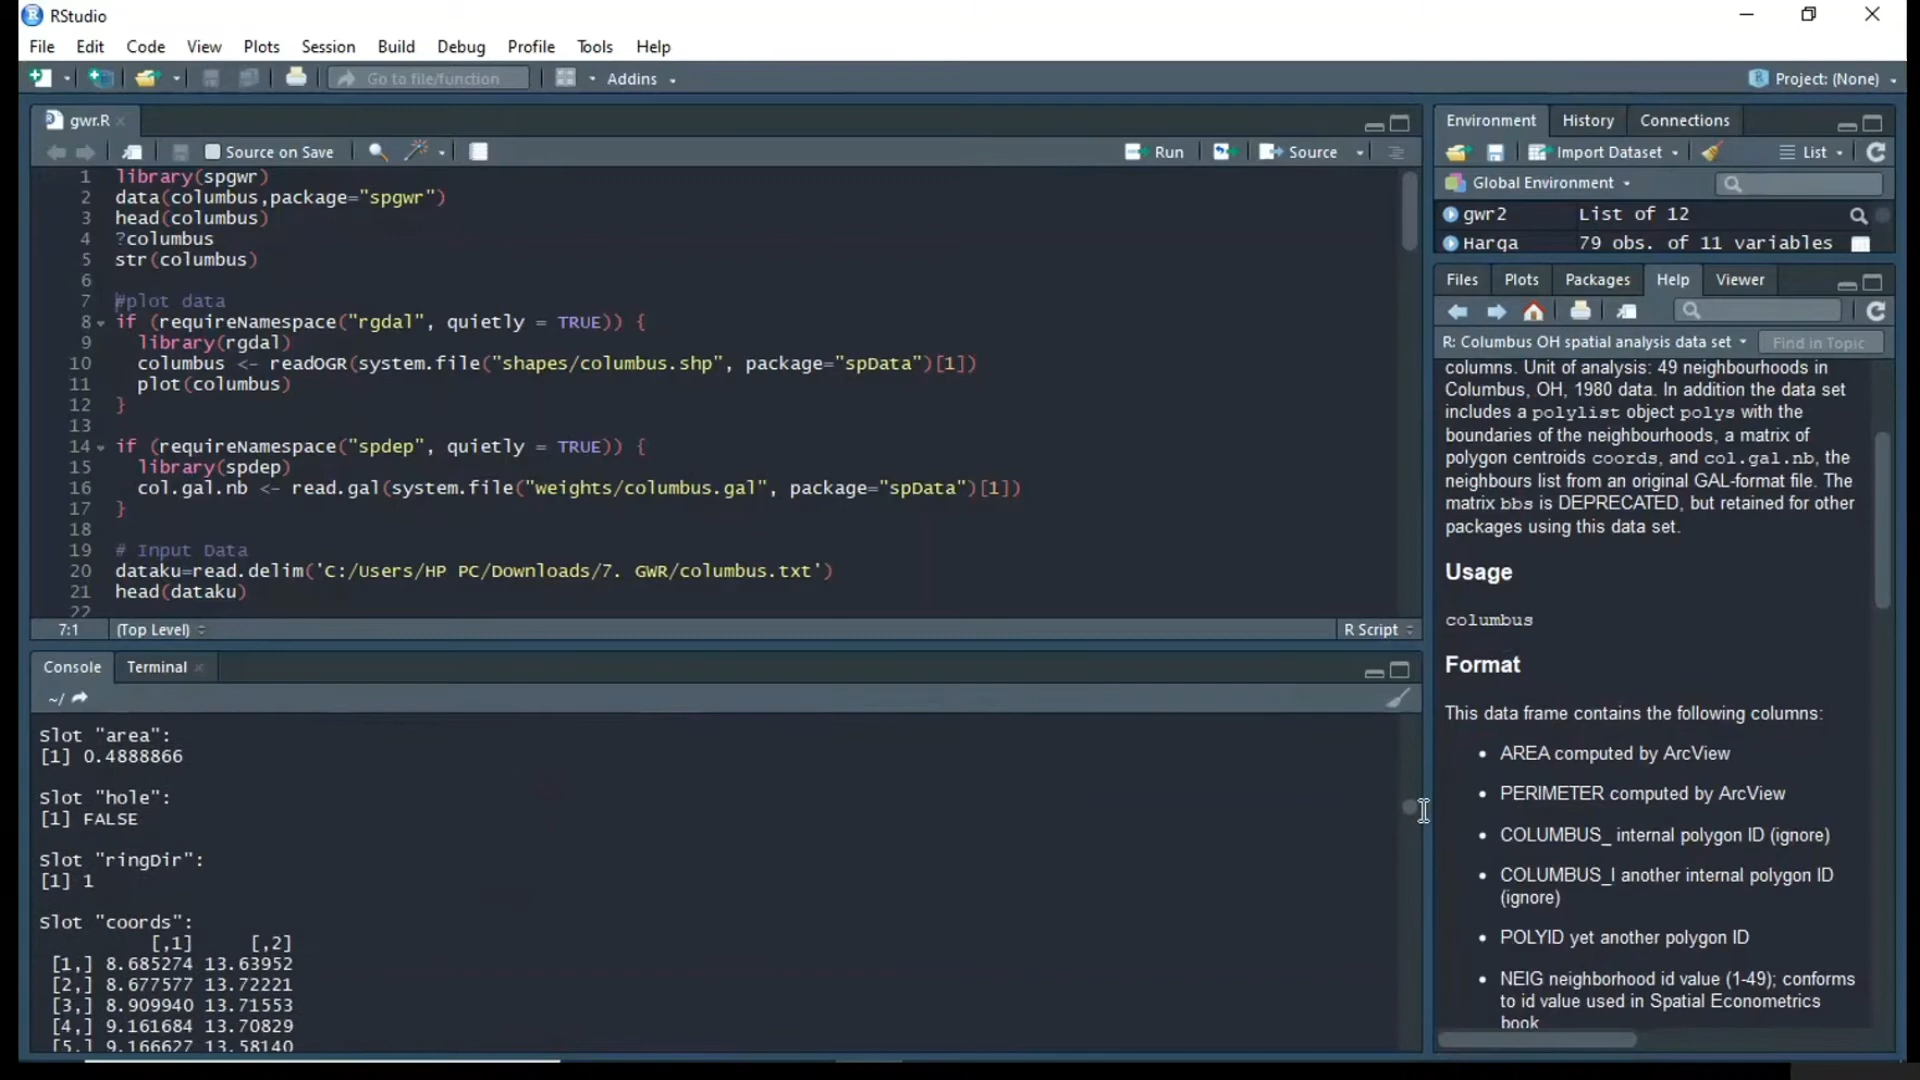 RStudio
File Edit Code View Plots Session Build Debug Profile Tools Help
Go to file/function Addins Project: (None)
gwr.R
Source on Save Run Source
1 library(spgwr)
2 data(columbus,package="spgwr")
3 head(columbus)
4 ?columbus
5 str(columbus)
6
7 #plot data
8 if (requireNamespace("rgdal", quietly = TRUE)) {
9 library(rgdal)
10 columbus <- readOGR(system.file("shapes/columbus.shp", package="spData")[1])
11 plot(columbus)
12 }
13
14 if (requireNamespace("spdep", quietly = TRUE)) {
15 library(spdep)
16 col.gal.nb <- read.gal(system.file("weights/columbus.gal", package="spData")[1])
17 }
18
19 # Input Data
20 dataku=read.delim('C:/Users/HP PC/Downloads/7. GWR/columbus.txt')
21 head(dataku)
22
7:1 (Top Level) R Script
Console Terminal
~/
Slot "area":
[1] 0.4888866
Slot "hole":
[1] FALSE
Slot "ringDir":
[1] 1
Slot "coords":
[,1] [,2]
[1,] 8.685274 13.63952
[2,] 8.677577 13.72221
[3,] 8.909940 13.71553
[4,] 9.161684 13.70829
[5,] 9.166627 13.58140
Environment History Connections
Import Dataset List
Global Environment
gwr2 List of 12
Harqa 79 obs. of 11 variables
Files Plots Packages Help Viewer
R: Columbus OH spatial analysis data set Find in Topic
columns. Unit of analysis: 49 neighbourhoods in
Columbus, OH, 1980 data. In addition the data set
includes a polylist object polys with the
boundaries of the neighbourhoods, a matrix of
polygon centroids coords, and col.gal.nb, the
neighbours list from an original GAL-format file. The
matrix bbs is DEPRECATED, but retained for other
packages using this data set.
Usage
columbus
Format
This data frame contains the following columns:
• AREA computed by ArcView
• PERIMETER computed by ArcView
• COLUMBUS_ internal polygon ID (ignore)
• COLUMBUS_I another internal polygon ID
(ignore)
• POLYID yet another polygon ID
• NEIG neighborhood id value (1-49); conforms
to id value used in Spatial Econometrics
book